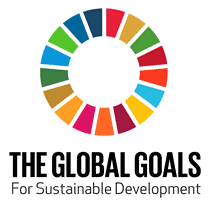 THE GLOBAL GOALS
For Sustainable Development